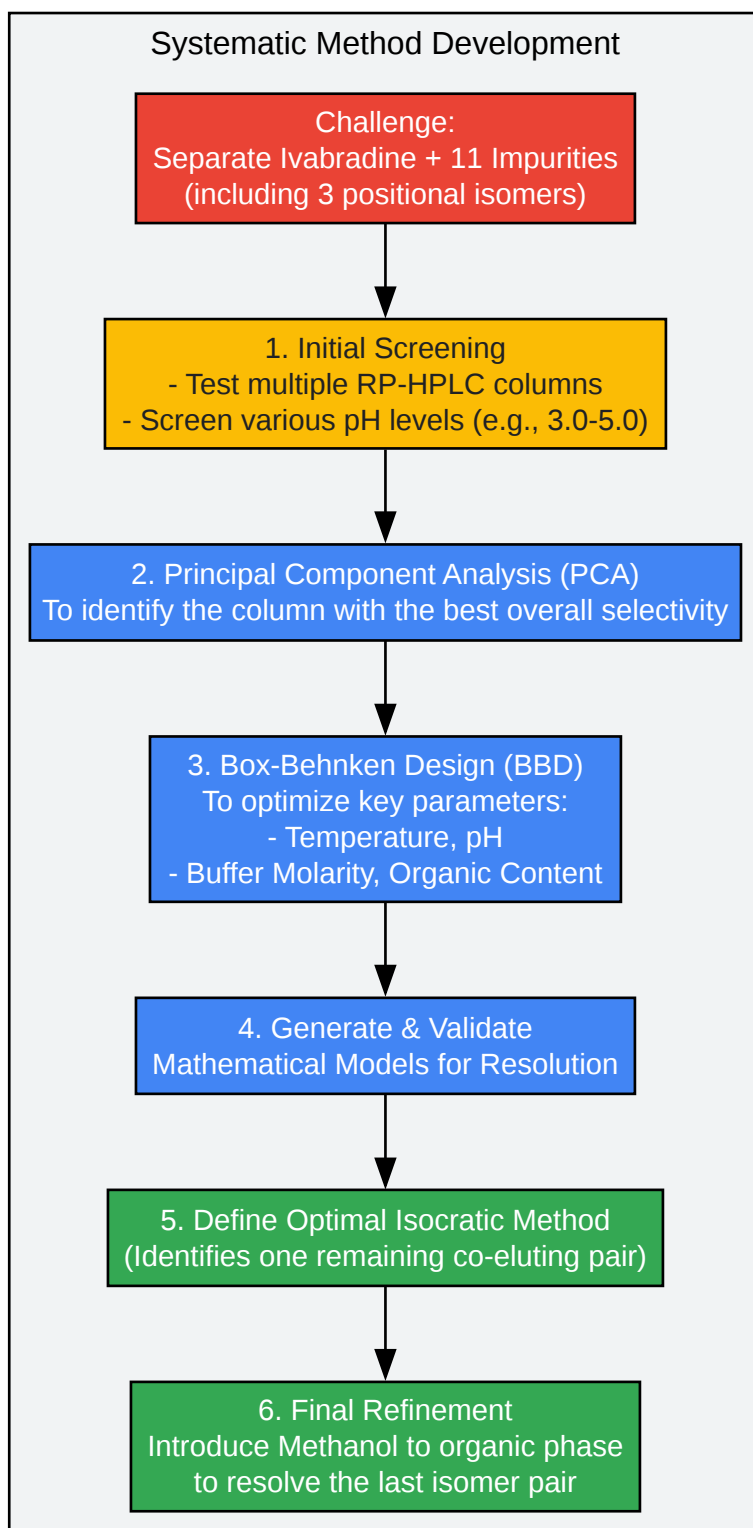 Systematic Method Development
Challenge:
Separate Ivabradine + 11 Impurities
(including 3 positional isomers)
1. Initial Screening
- Test multiple RP-HPLC columns
- Screen various pH levels (e.g., 3.0-5.0)
2. Principal Component Analysis (PCA)
To identify the column with the best overall selectivity
3. Box-Behnken Design (BBD)
To optimize key parameters:
- Temperature, pH
- Buffer Molarity, Organic Content
4. Generate & Validate
Mathematical Models for Resolution
5. Define Optimal Isocratic Method
(Identifies one remaining co-eluting pair)
6. Final Refinement
Introduce Methanol to organic phase
to resolve the last isomer pair